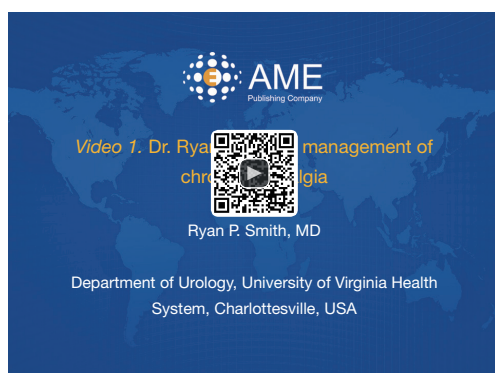 AME
Publishing Company
Video 1. Dr. Rya management of
chr lgia
Ryan P. Smith, MD
Department of Urology, University of Virginia Health
System, Charlottesville, USA